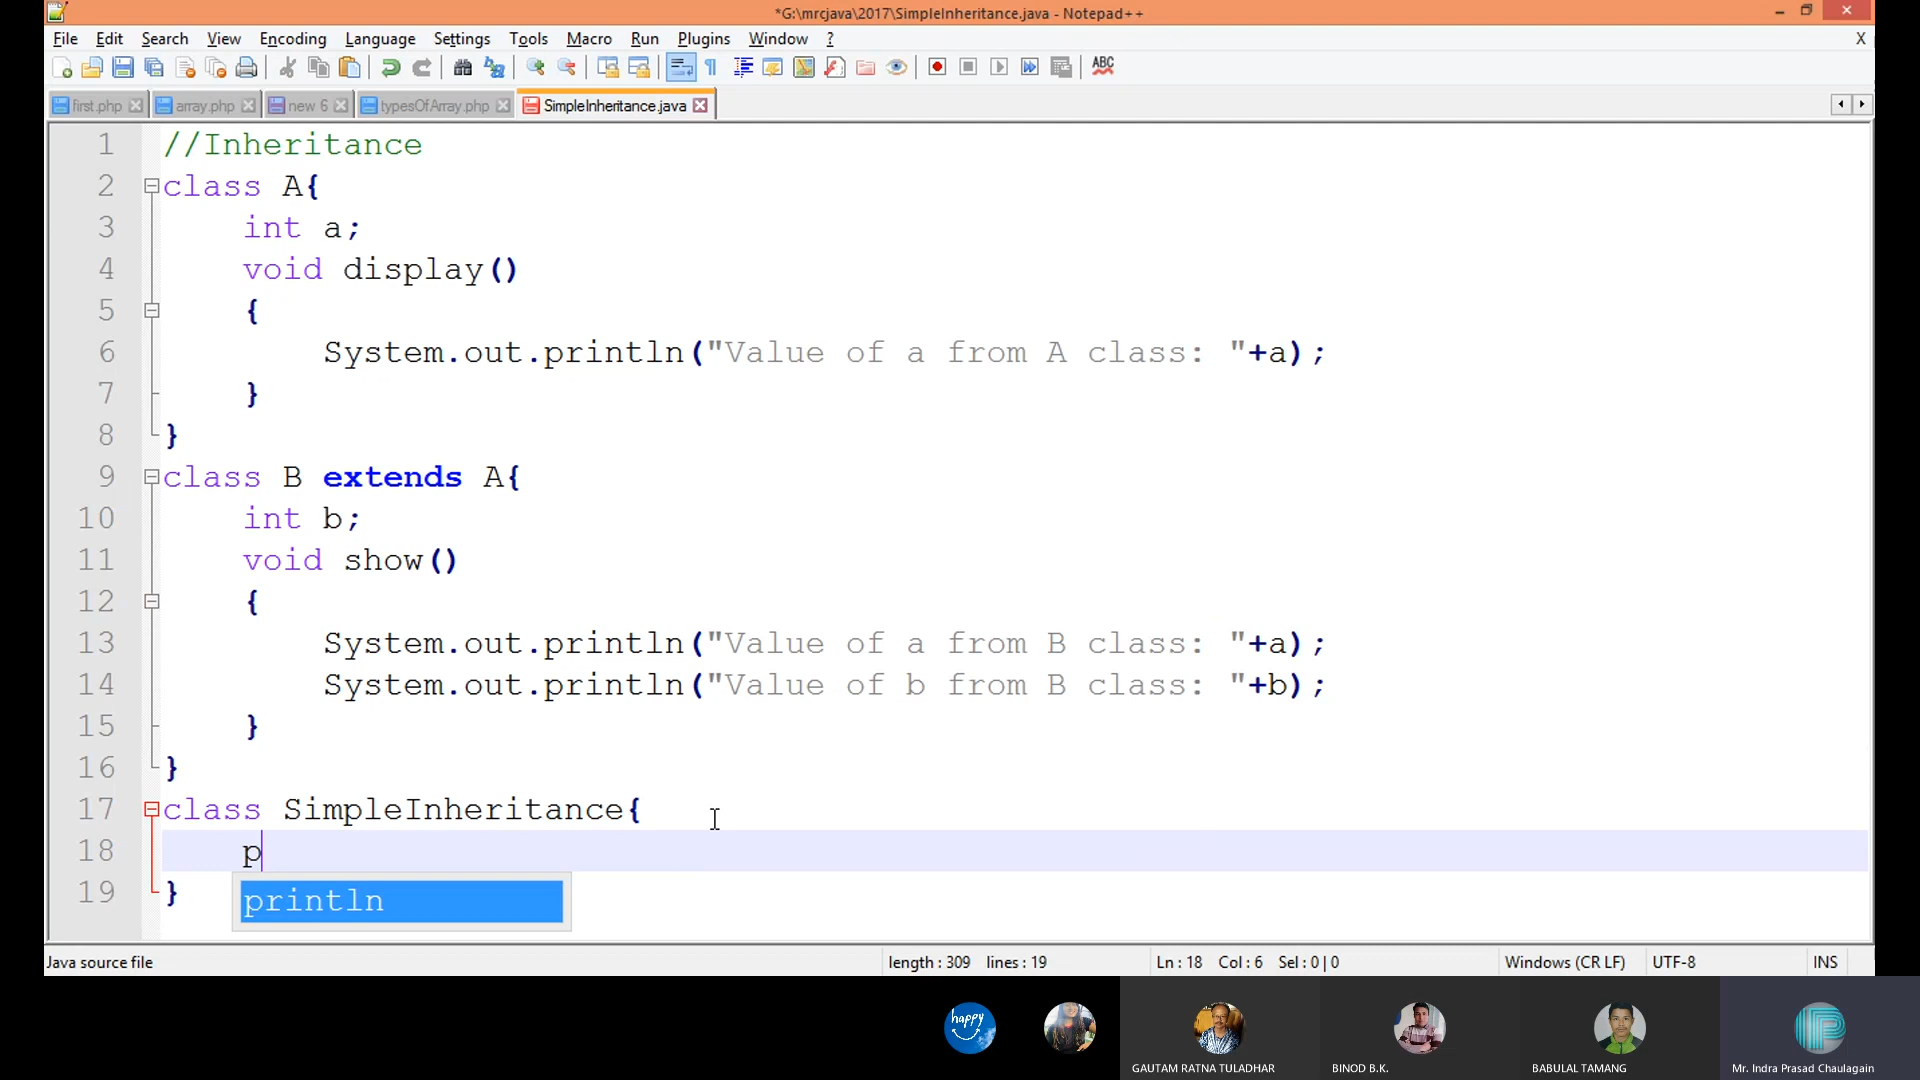 *G:\mrcjava\2017\SimpleInheritance.java - Notepad++
File Edit Search View Encoding Language Settings Tools Macro Run Plugins Window ? X
ABC
first.php array.php new 6 typesOfArray.php SimpleInheritance.java
1 //Inheritance
2 class A{
3 int a;
4 void display()
5 {
6 System.out.println("Value of a from A class: "+a);
7 }
8 }
9 class B extends A{
10 int b;
11 void show()
12 {
13 System.out.println("Value of a from B class: "+a);
14 System.out.println("Value of b from B class: "+b);
15 }
16 }
17 class SimpleInheritance{
18 p
println
19 }
Java source file length : 309 lines : 19 Ln : 18 Col : 6 Sel : 0 | 0 Windows (CR LF) UTF-8 INS
happy
GAUTAM RATNA TULADHAR BINOD B.K. BABULAL TAMANG Mr. Indra Prasad Chaulagain